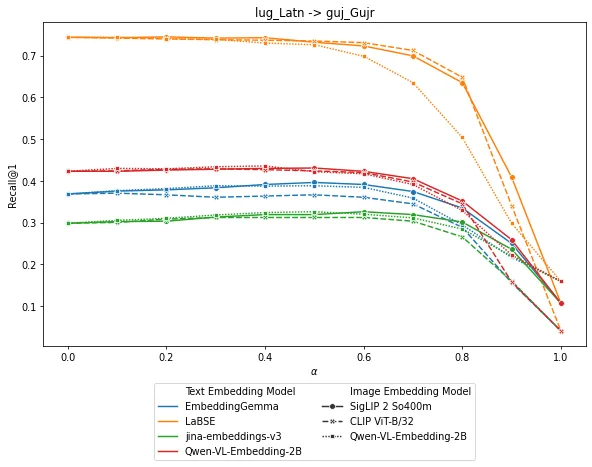 lug_Latn -> guj_Gujr
Recall@1
0.7
0.6
0.5
0.4
0.3
0.2
0.1
0.0
0.2
0.4
0.6
0.8
1.0
α
Text Embedding Model
EmbeddingGemma
LaBSE
jina-embeddings-v3
Qwen-VL-Embedding-2B
Image Embedding Model
SigLIP 2 So400m
CLIP ViT-B/32
Qwen-VL-Embedding-2B